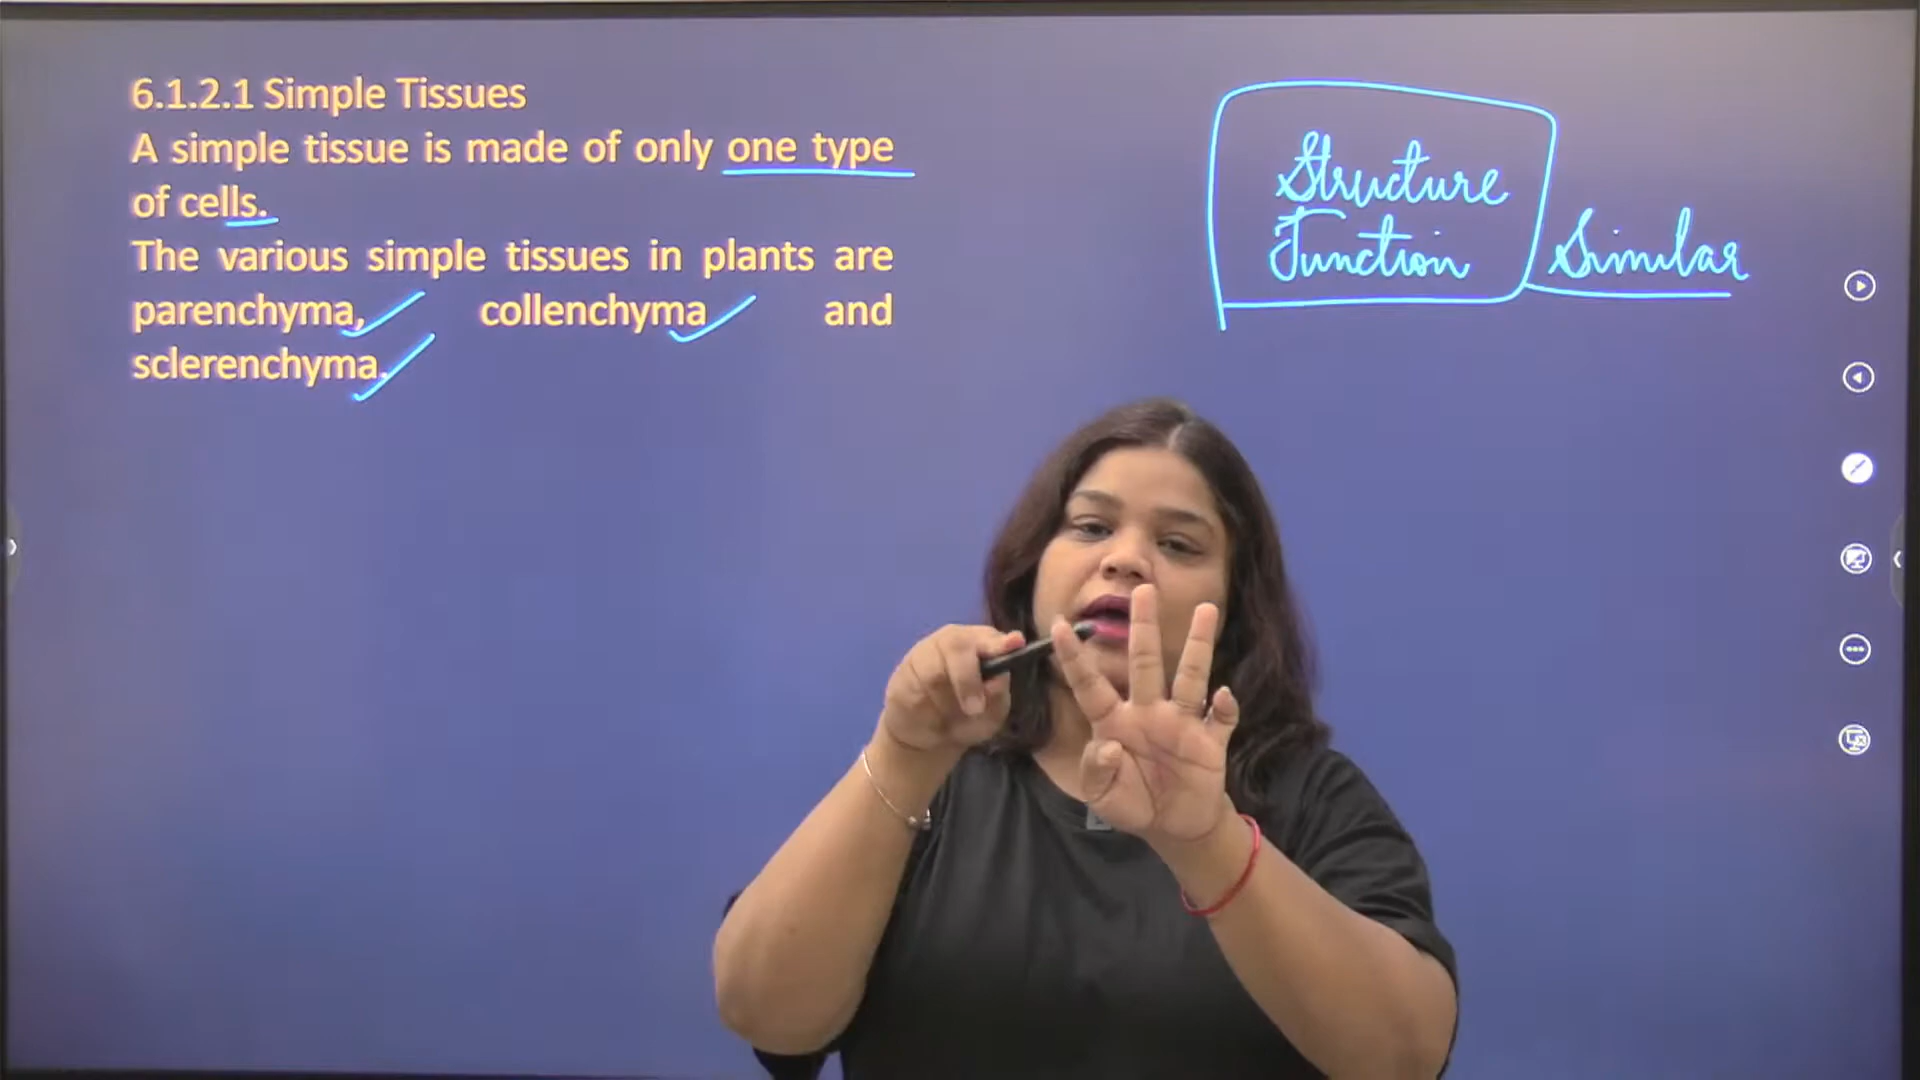 6.1.2.1 Simple Tissues
A simple tissue is made of only one type
of cells.
The various simple tissues in plants are
parenchyma, collenchyma and
sclerenchyma.
Structure
Function
Similar